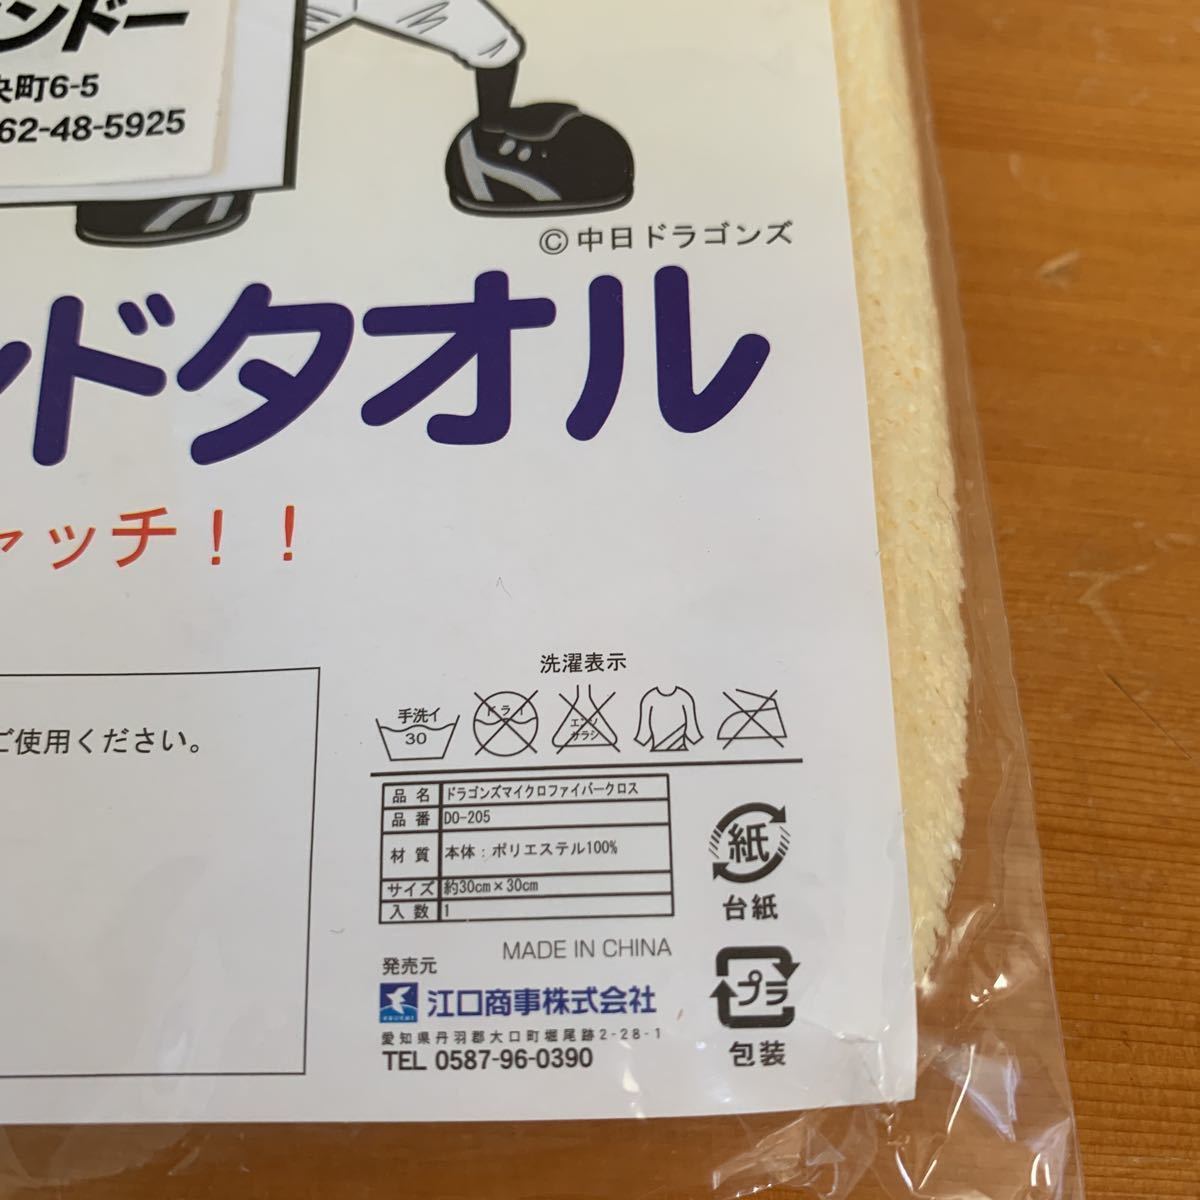 ンドー
央町6-5
62-48-5925
©中日ドラゴンズ
ンドタオル
ャッチ！！
ご使用ください。
洗濯表示
手洗イ
30
ドライ
エンソ
サラシ
品名 ドラゴンズマイクロファイバークロス
品番 DO-205
材質 本体：ポリエステル100%
サイズ 約30cm×30cm
入数 1
紙
台紙
MADE IN CHINA
発売元
江口商事株式会社
愛知県丹羽郡大口町堀尾跡2-28-1
TEL 0587-96-0390
プラ
包装